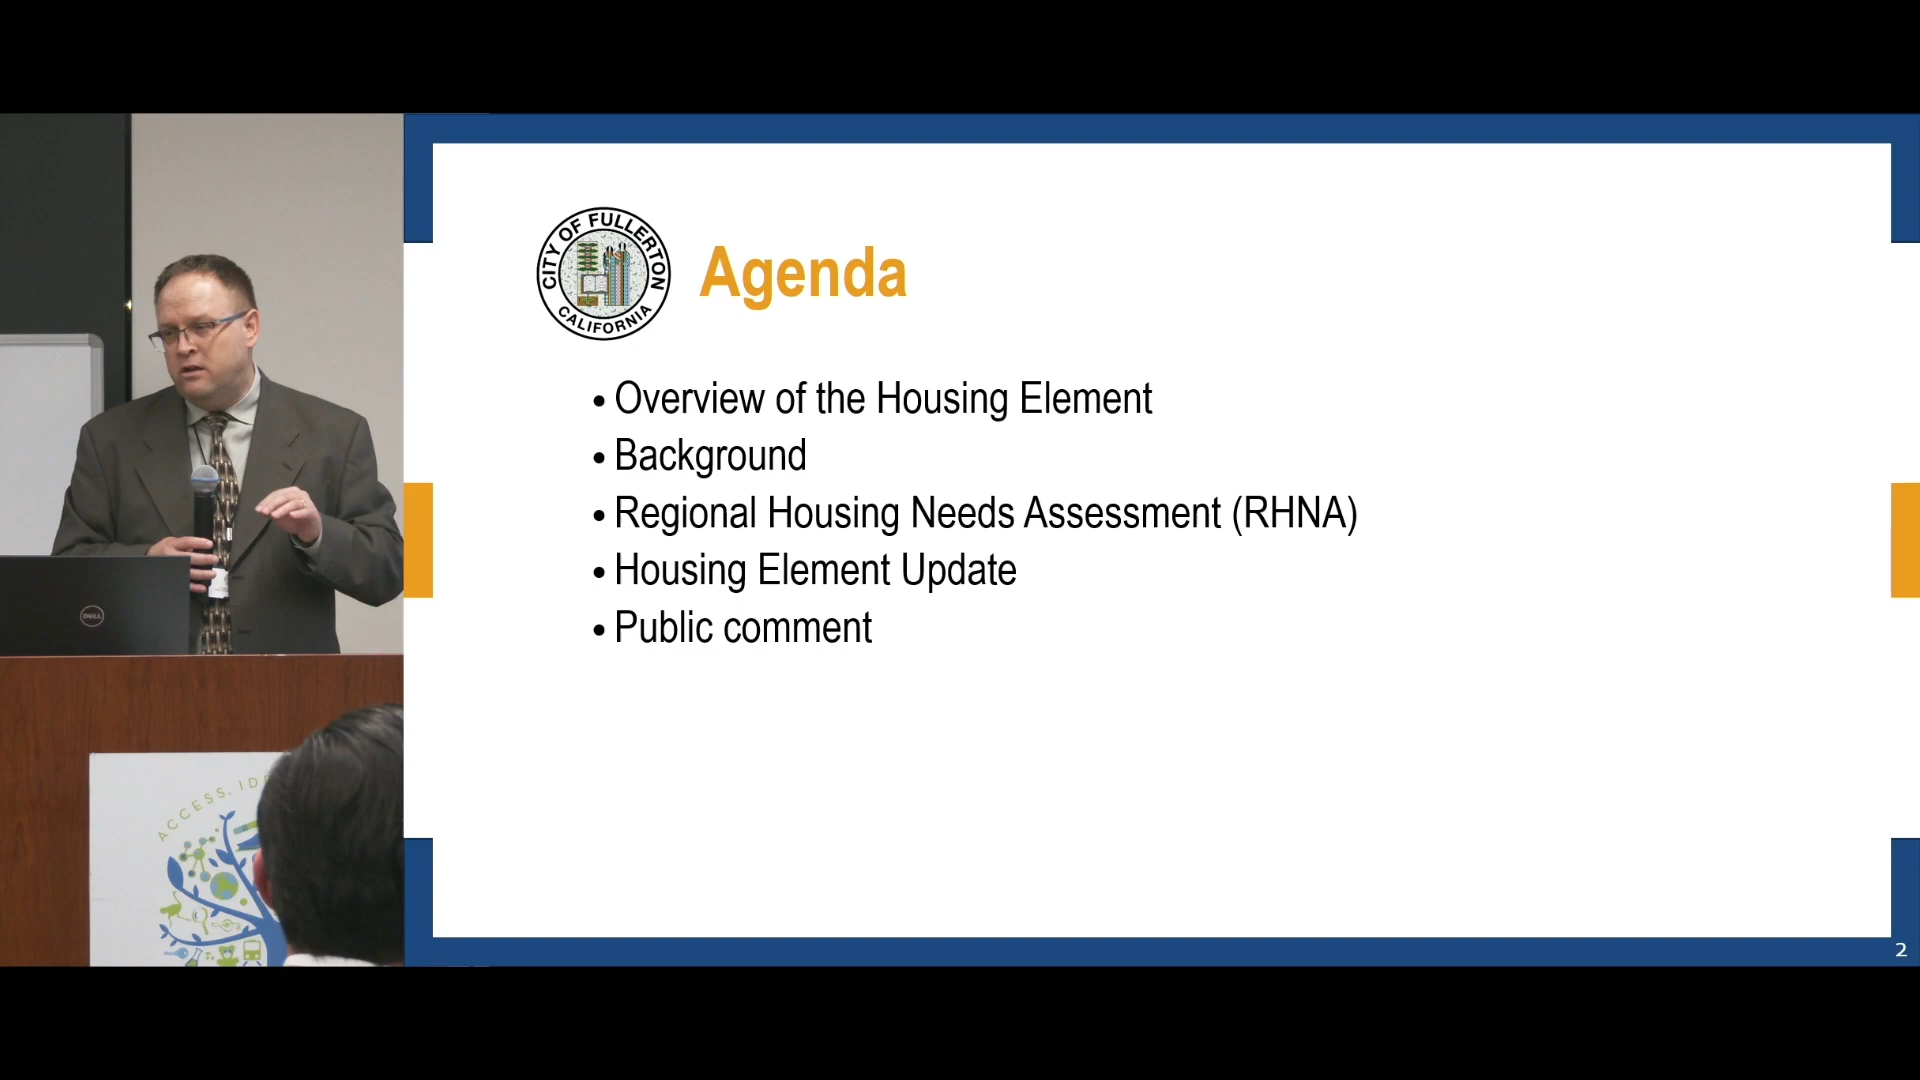 CITY OF FULLERTON
CALIFORNIA
Agenda
• Overview of the Housing Element
• Background
• Regional Housing Needs Assessment (RHNA)
• Housing Element Update
• Public comment
2
DELL
ACCESS.